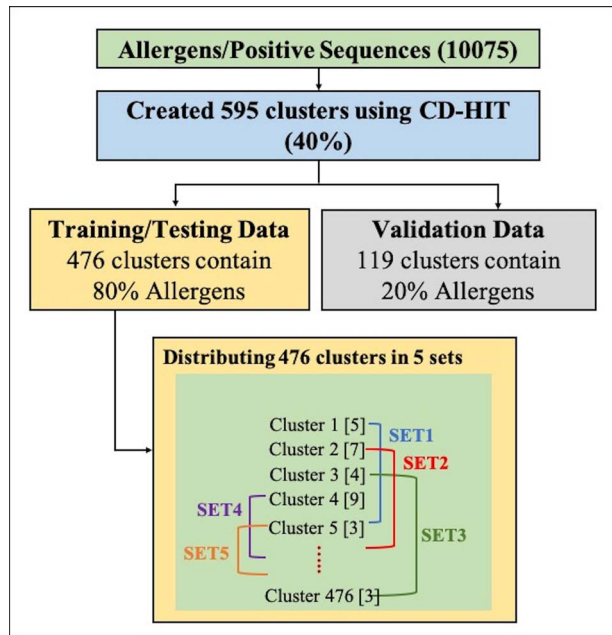 Allergens/Positive Sequences (10075)
Created 595 clusters using CD-HIT
(40%)
Training/Testing Data
476 clusters contain
80% Allergens
Validation Data
119 clusters contain
20% Allergens
Distributing 476 clusters in 5 sets
Cluster 1 [5]
SET1
Cluster 2 [7]
SET2
Cluster 3 [4]
Cluster 4 [9]
SET4
Cluster 5 [3]
SET3
SET5
Cluster 476 [3]